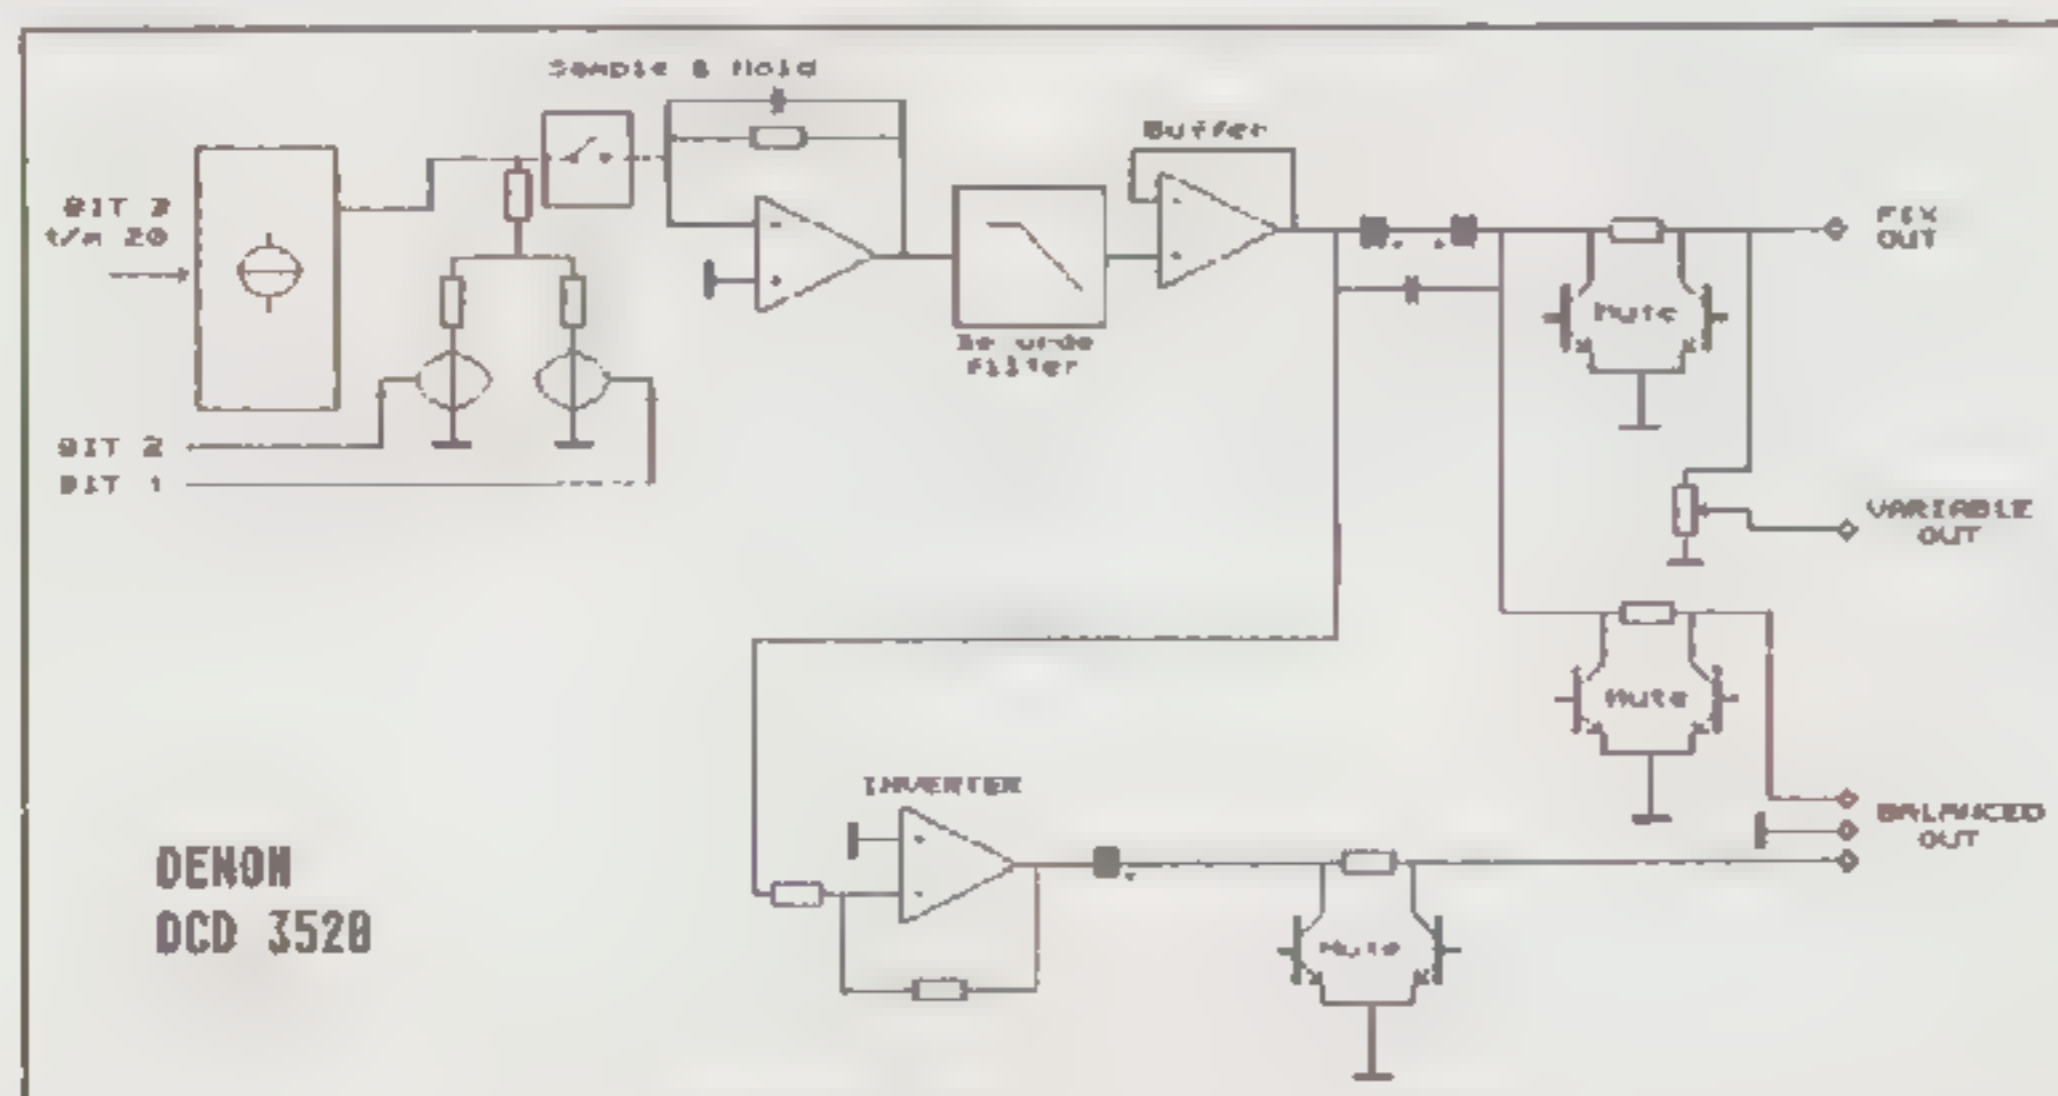 Sample & Hold
Buffer
BIT 3
t/m 20
FIX
OUT
Mute
filter
BIT 2
BIT 1
VARIABLE
OUT
Mute
INVERTER
BALANCED
OUT
DENON
DCD 3520
Mute